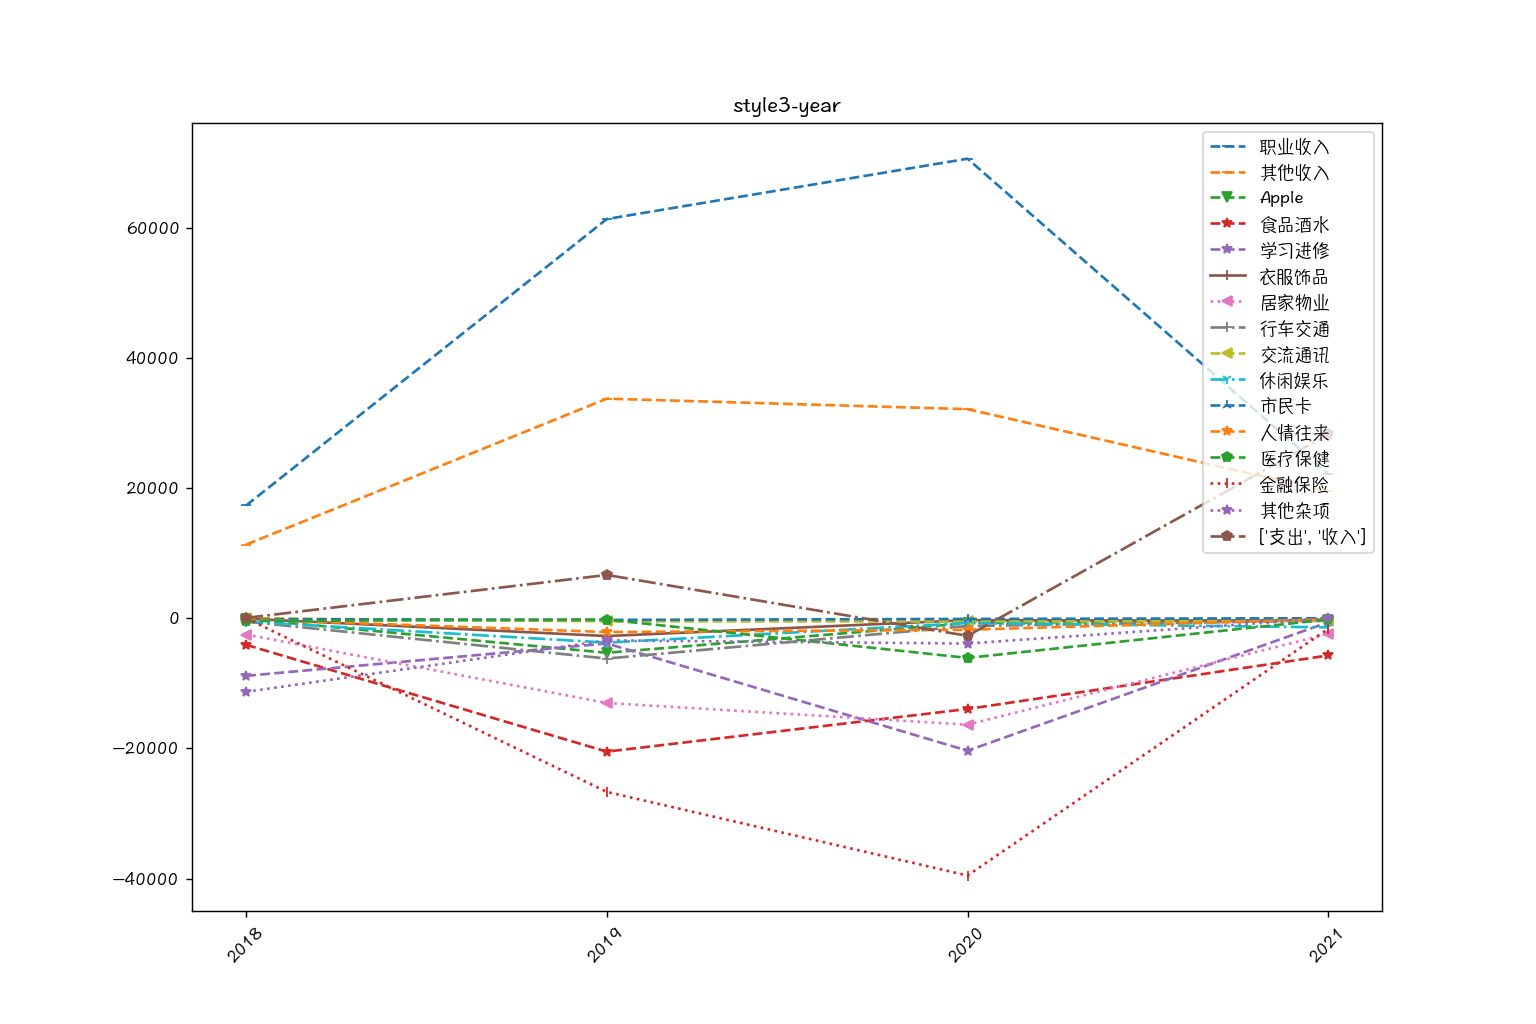 style3-year
职业收入
其他收入
Apple
食品酒水
学习进修
衣服饰品
居家物业
行车交通
交流通讯
休闲娱乐
市民卡
人情往来
医疗保健
金融保险
其他杂项
['支出', '收入']
60000
40000
20000
0
−20000
−40000
2018
2019
2020
2021